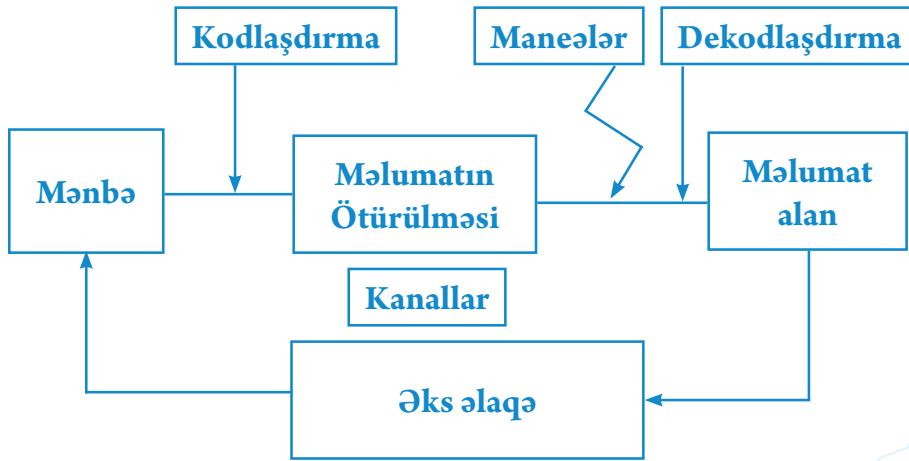 Kodlaşdırma
Maneələr
Dekodlaşdırma
Mənbə
Məlumatın
Ötürülməsi
Məlumat
alan
Kanallar
Əks əlaqə